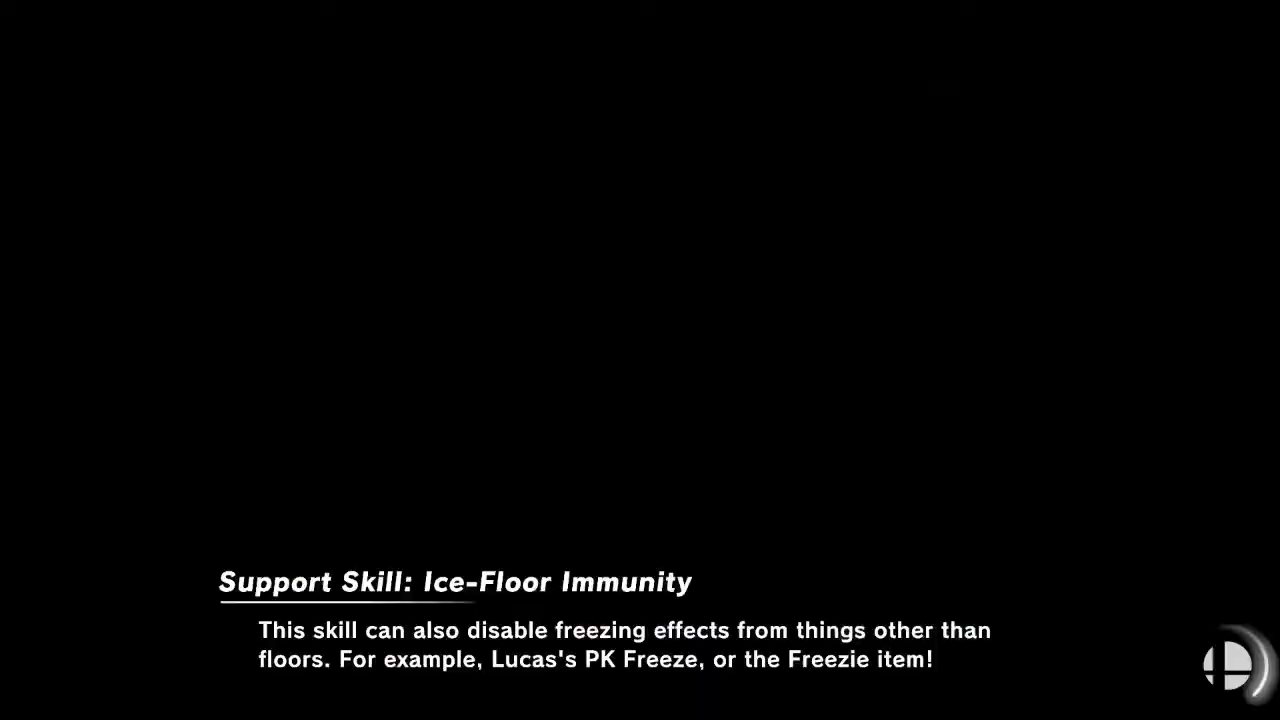 Support Skill: Ice-Floor Immunity
This skill can also disable freezing effects from things other than
floors. For example, Lucas's PK Freeze, or the Freezie item!